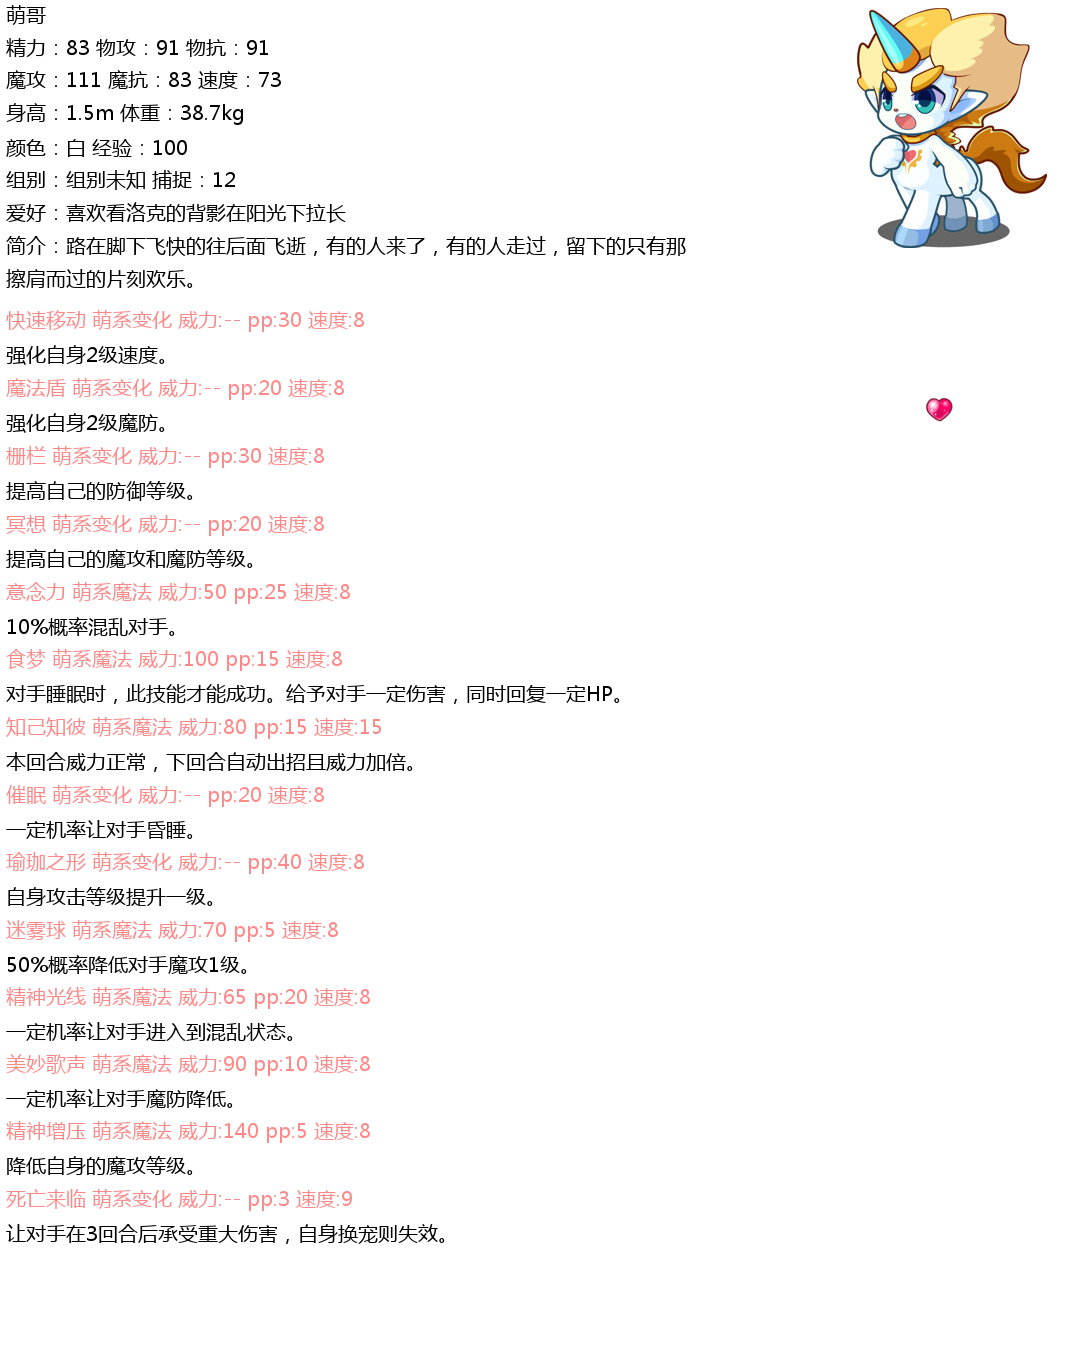 萌哥
精力：83 物攻：91 物抗：91
魔攻：111 魔抗：83 速度：73
身高：1.5m 体重：38.7kg
颜色：白 经验：100
组别：组别未知 捕捉：12
爱好：喜欢看洛克的背影在阳光下拉长
简介：路在脚下飞快的往后面飞逝，有的人来了，有的人走过，留下的只有那
擦肩而过的片刻欢乐。
快速移动 萌系变化 威力:-- pp:30 速度:8
强化自身2级速度。
魔法盾 萌系变化 威力:-- pp:20 速度:8
强化自身2级魔防。
栅栏 萌系变化 威力:-- pp:30 速度:8
提高自己的防御等级。
冥想 萌系变化 威力:-- pp:20 速度:8
提高自己的魔攻和魔防等级。
意念力 萌系魔法 威力:50 pp:25 速度:8
10%概率混乱对手。
食梦 萌系魔法 威力:100 pp:15 速度:8
对手睡眠时，此技能才能成功。给予对手一定伤害，同时回复一定HP。
知己知彼 萌系魔法 威力:80 pp:15 速度:15
本回合威力正常，下回合自动出招且威力加倍。
催眠 萌系变化 威力:-- pp:20 速度:8
一定机率让对手昏睡。
瑜珈之形 萌系变化 威力:-- pp:40 速度:8
自身攻击等级提升一级。
迷雾球 萌系魔法 威力:70 pp:5 速度:8
50%概率降低对手魔攻1级。
精神光线 萌系魔法 威力:65 pp:20 速度:8
一定机率让对手进入到混乱状态。
美妙歌声 萌系魔法 威力:90 pp:10 速度:8
一定机率让对手魔防降低。
精神增压 萌系魔法 威力:140 pp:5 速度:8
降低自身的魔攻等级。
死亡来临 萌系变化 威力:-- pp:3 速度:9
让对手在3回合后承受重大伤害，自身换宠则失效。